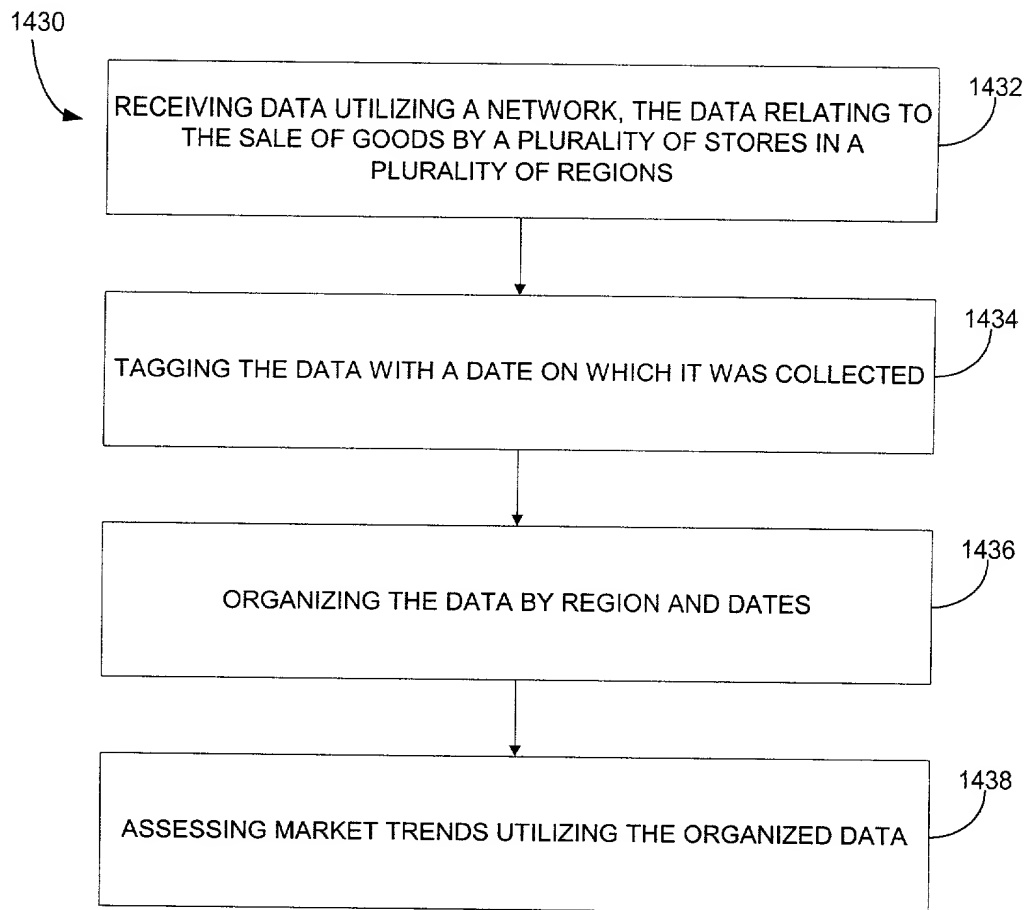 1430
1432
RECEIVING DATA UTILIZING A NETWORK, THE DATA RELATING TO
THE SALE OF GOODS BY A PLURALITY OF STORES IN A
PLURALITY OF REGIONS
1434
TAGGING THE DATA WITH A DATE ON WHICH IT WAS COLLECTED
1436
ORGANIZING THE DATA BY REGION AND DATES
1438
ASSESSING MARKET TRENDS UTILIZING THE ORGANIZED DATA